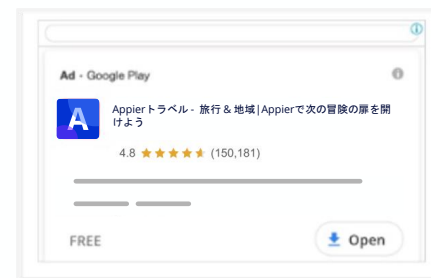 Ad · Google Play
Appierトラベル - 旅行 & 地域|Appierで次の冒険の扉を開
けよう
4.8 ★★★★★ (150,181)
FREE
Open